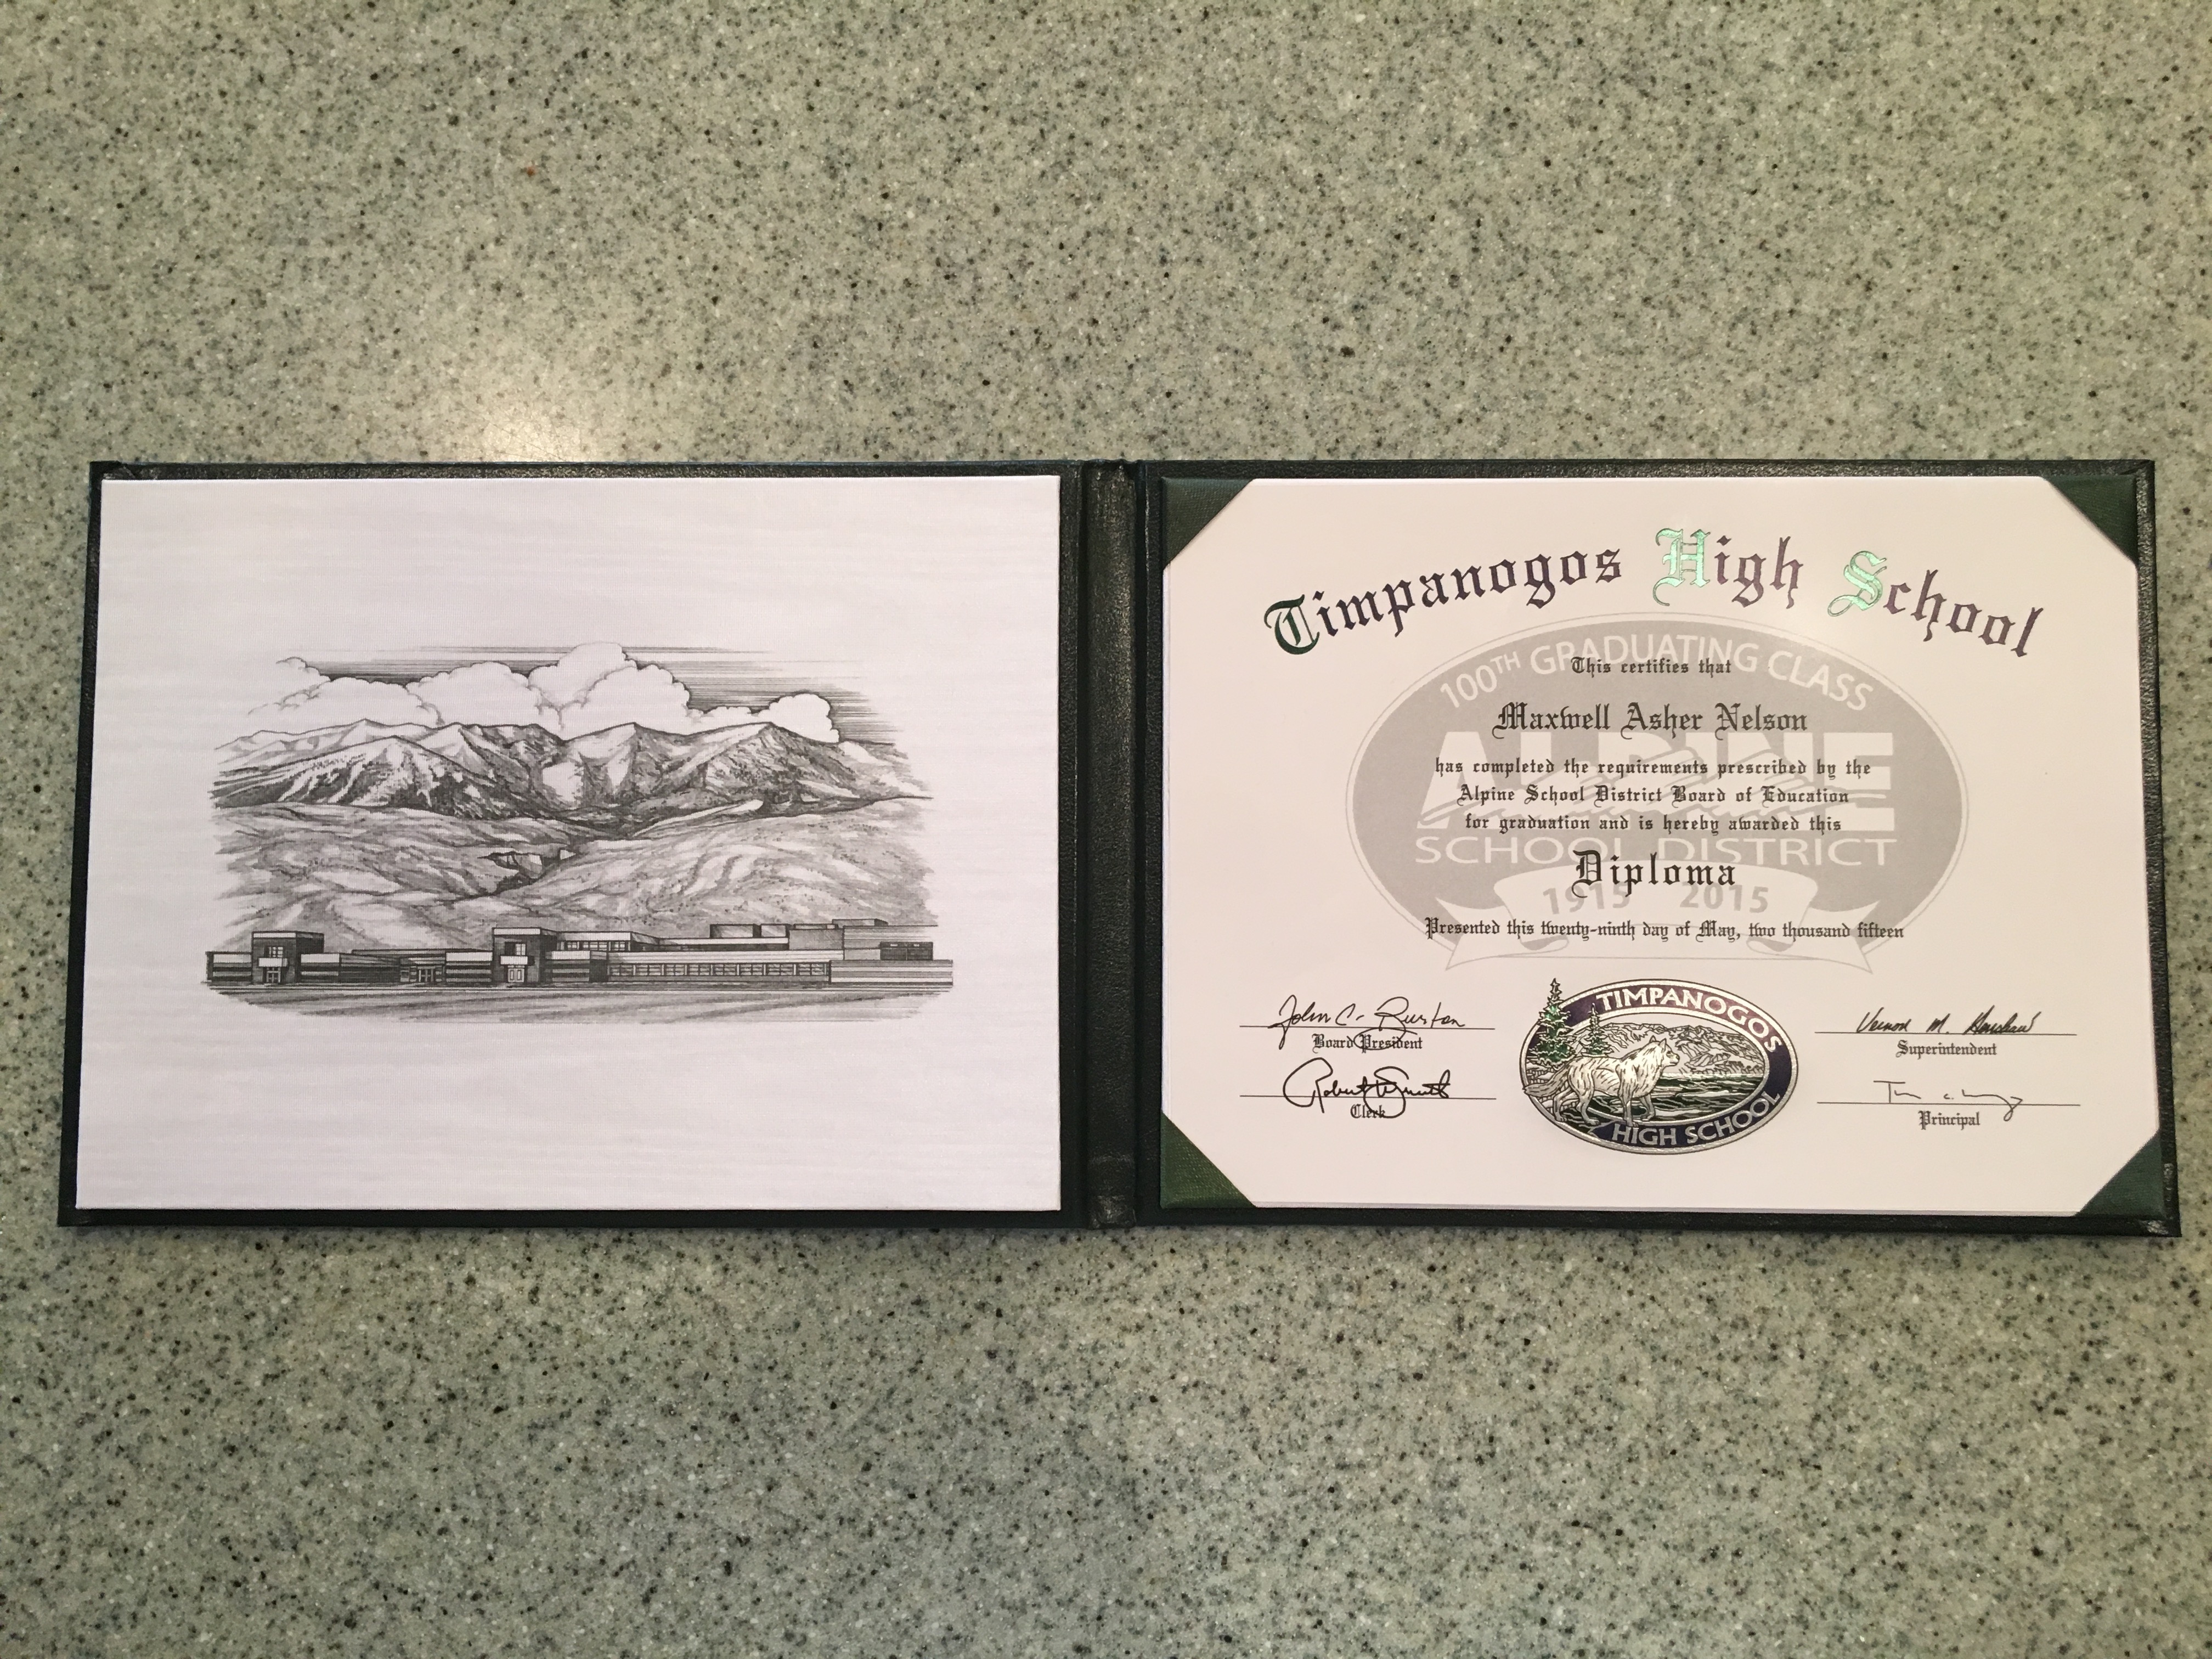 Timpanogos High School
100TH GRADUATING CLASS
This certifies that
Maxwell Asher Nelson
ALPINE
has completed the requirements prescribed by the
Alpine School District Board of Education
for graduation and is hereby awarded this
SCHOOL DISTRICT
Diploma
1915 2015
Presented this twenty-ninth day of May, two thousand fifteen
John C. Burton
Board President
Vernon M. Henshaw
Superintendent
Robert W Smith
Clerk
Principal
TIMPANOGOS
HIGH SCHOOL